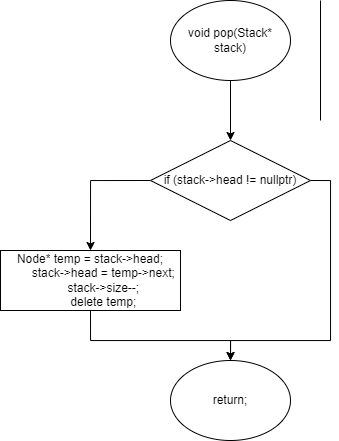 void pop(Stack*
stack)
if (stack->head != nullptr)
Node* temp = stack->head;
stack->head = temp->next;
stack->size--;
delete temp;
return;